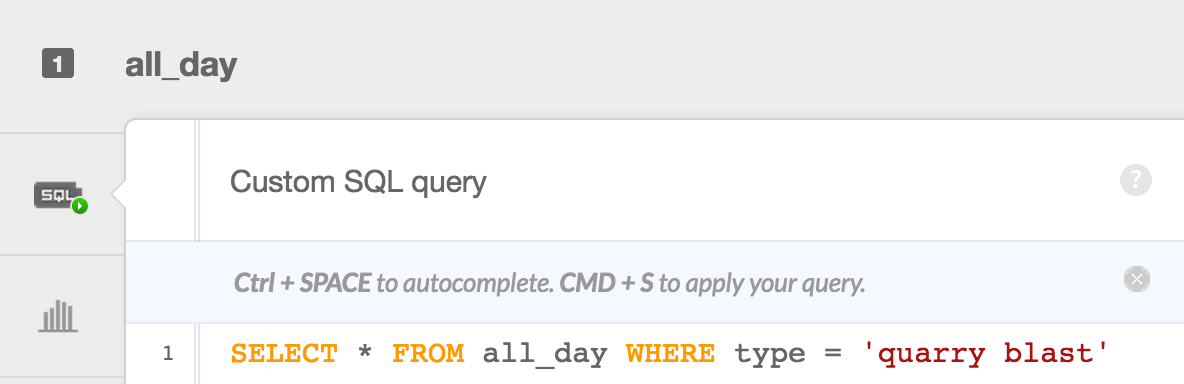 1 all_day
Custom SQL query
?
SQL
Ctrl + SPACE to autocomplete. CMD + S to apply your query.
1 SELECT * FROM all_day WHERE type = 'quarry blast'